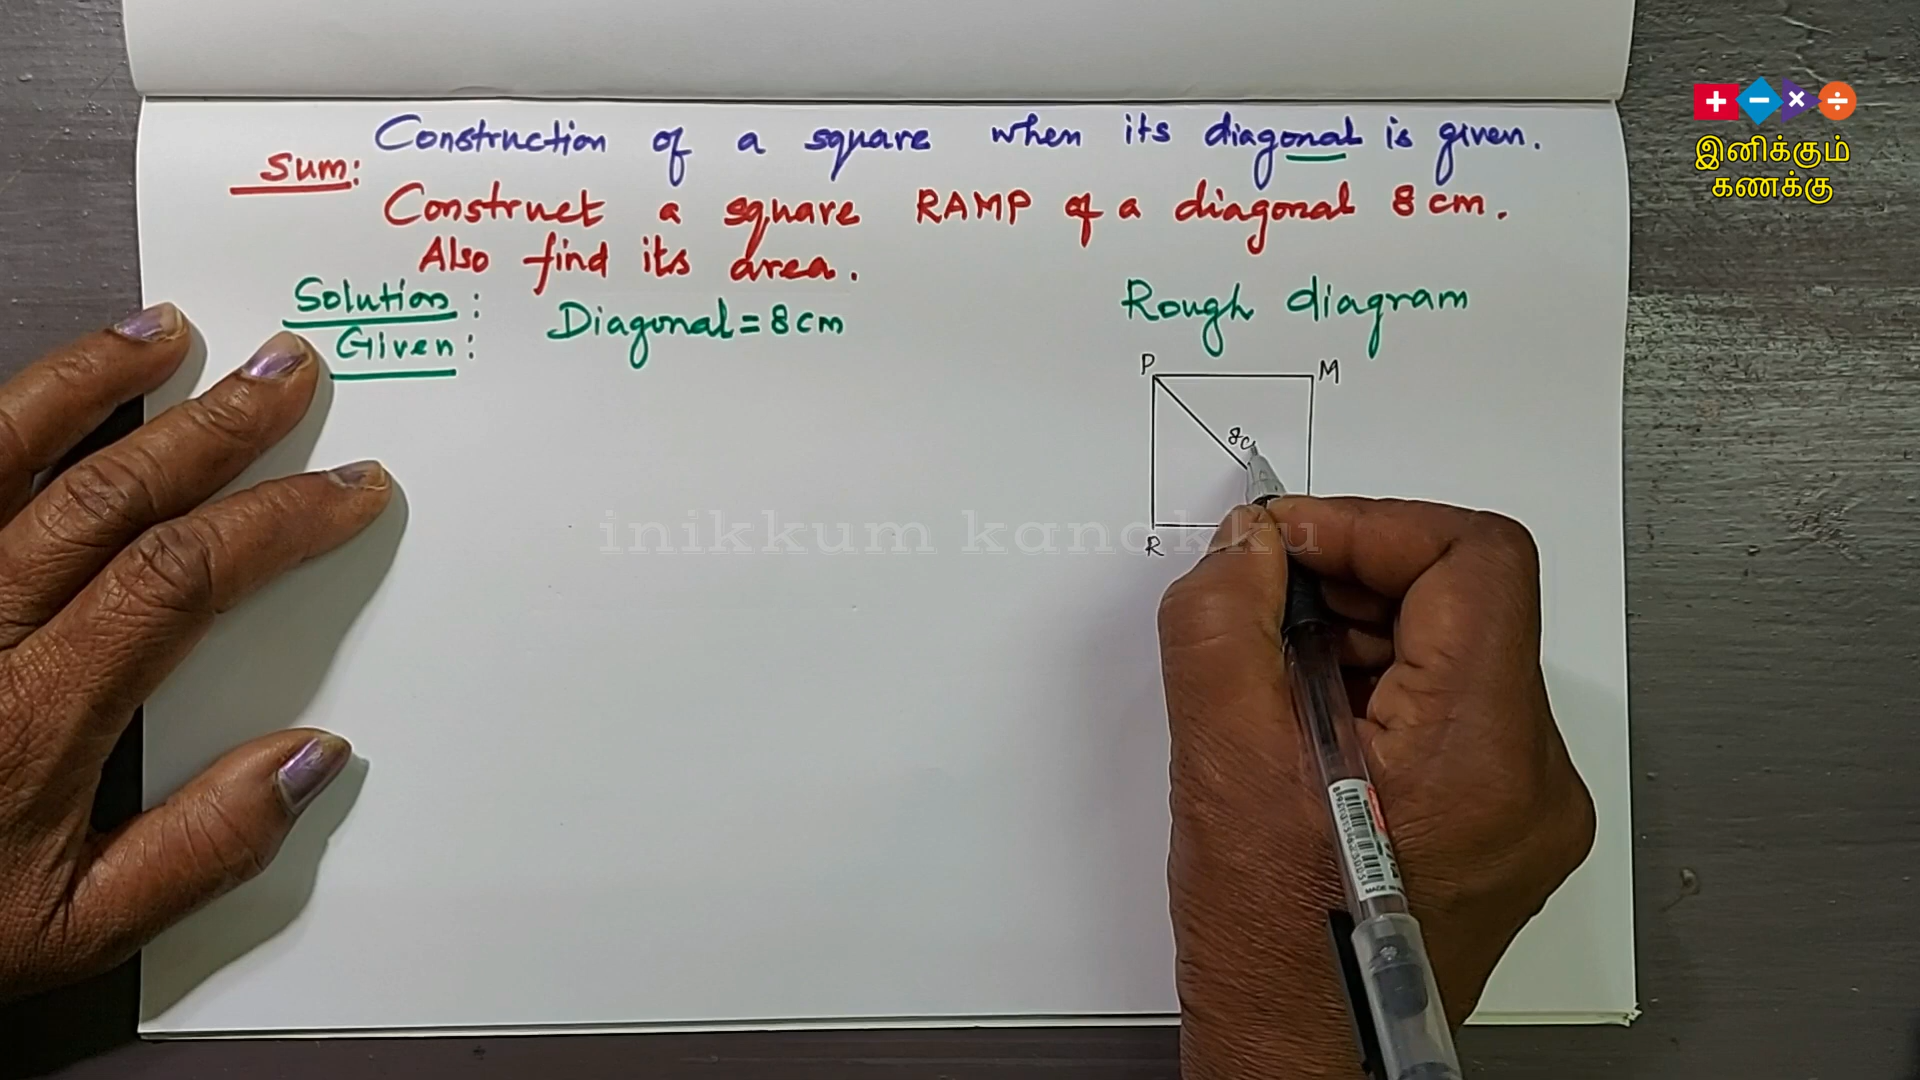 Construction of a square when its diagonal is given.
Sum:
Construct a square RAMP of a diagonal 8 cm.
Also find its area.
Solution:
Given: Diagonal = 8 cm
Rough diagram
P M
8c
R
inikkum kanakku
+ - × ÷
இனிக்கும்
கணக்கு